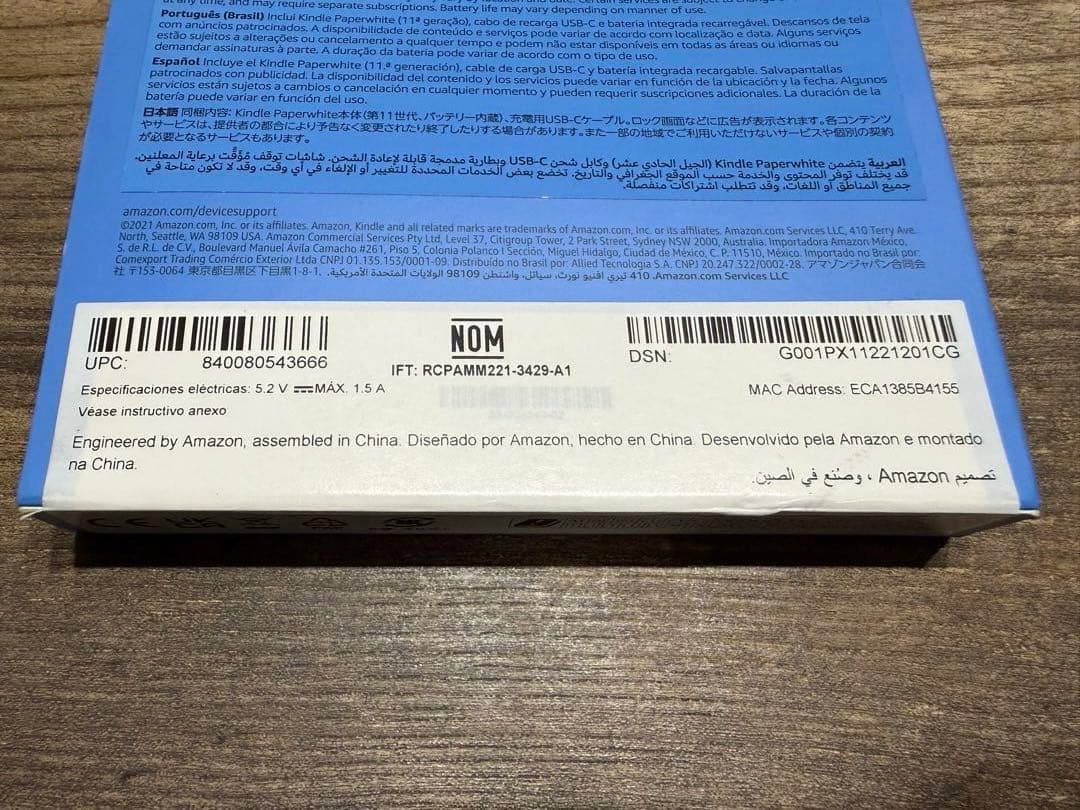 at any time, and may require separate subscriptions. Battery life may vary depending on manner of use.
Português (Brasil) Inclui Kindle Paperwhite (11ª geração), cabo de recarga USB-C e bateria integrada recarregável. Descansos de tela
com anúncios patrocinados. A disponibilidade de conteúdo e serviços pode variar de acordo com localização e data. Alguns serviços
estão sujeitos a alterações ou cancelamento a qualquer tempo e podem não estar disponíveis em todas as áreas ou idiomas ou
demandar assinaturas à parte. A duração da bateria pode variar de acordo com o tipo de uso.
Español Incluye el Kindle Paperwhite (11.ª generación), cable de carga USB-C y batería integrada recargable. Salvapantallas
patrocinados con publicidad. La disponibilidad del contenido y los servicios puede variar en función de la ubicación y la fecha. Algunos
servicios están sujetos a cambios o cancelación en cualquier momento y pueden requerir suscripciones adicionales. La duración de la
batería puede variar en función del uso.
日本語 同梱内容: Kindle Paperwhite本体(第11世代、バッテリー内蔵)、充電用USB-Cケーブル。ロック画面などに広告が表示されます。各コンテンツ
やサービスは、提供者の都合により予告なく変更されたり終了したりする場合があります。また一部の地域でご利用いただけないサービスや個別の契約
が必要となるサービスもあります。
العربية يتضمن Kindle Paperwhite (الجيل الحادي عشر) وكابل شحن USB-C وبطارية مدمجة قابلة لإعادة الشحن. شاشات توقف مُؤقَّت برعاية المعلنين.
قد يختلف توفر المحتوى والخدمة حسب الموقع الجغرافي والتاريخ. تخضع بعض الخدمات المحددة للتغيير أو الإلغاء في أي وقت، وقد لا تكون متاحة في
جميع المناطق أو اللغات، وقد تتطلب اشتراكات منفصلة.
amazon.com/devicesupport
©2021 Amazon.com, Inc. or its affiliates. Amazon, Kindle and all related marks are trademarks of Amazon.com, Inc. or its affiliates. Amazon.com Services LLC, 410 Terry Ave.
North, Seattle, WA 98109 USA. Amazon Commercial Services Pty Ltd, Level 37, Citigroup Tower, 2 Park Street, Sydney NSW 2000, Australia. Importadora Amazon México,
S. de R.L. de C.V., Boulevard Manuel Ávila Camacho #261, Piso 5, Colonia Polanco I Sección, Miguel Hidalgo, Ciudad de México, C.P. 11510, México. Importado no Brasil por:
Comexport Trading Comércio Exterior Ltda CNPJ 01.135.153/0001-09. Distribuído no Brasil por: Allied Tecnologia S.A. CNPJ 20.247.322/0002-28. アマゾンジャパン合同会
社 〒153-0064 東京都目黒区下目黒1-8-1. Amazon.com Services LLC، 410 تيري افنيو نورث، سياتل، واشنطن 98109 الولايات المتحدة الأمريكية.
UPC: 840080543666
NOM
IFT: RCPAMM221-3429-A1
DSN: G001PX11221201CG
Especificaciones eléctricas: 5.2 V ⎓MÁX. 1.5 A
MAC Address: ECA1385B4155
Véase instructivo anexo
Engineered by Amazon, assembled in China. Diseñado por Amazon, hecho en China. Desenvolvido pela Amazon e montado
na China.
تصميم Amazon ، وصُنع في الصين.